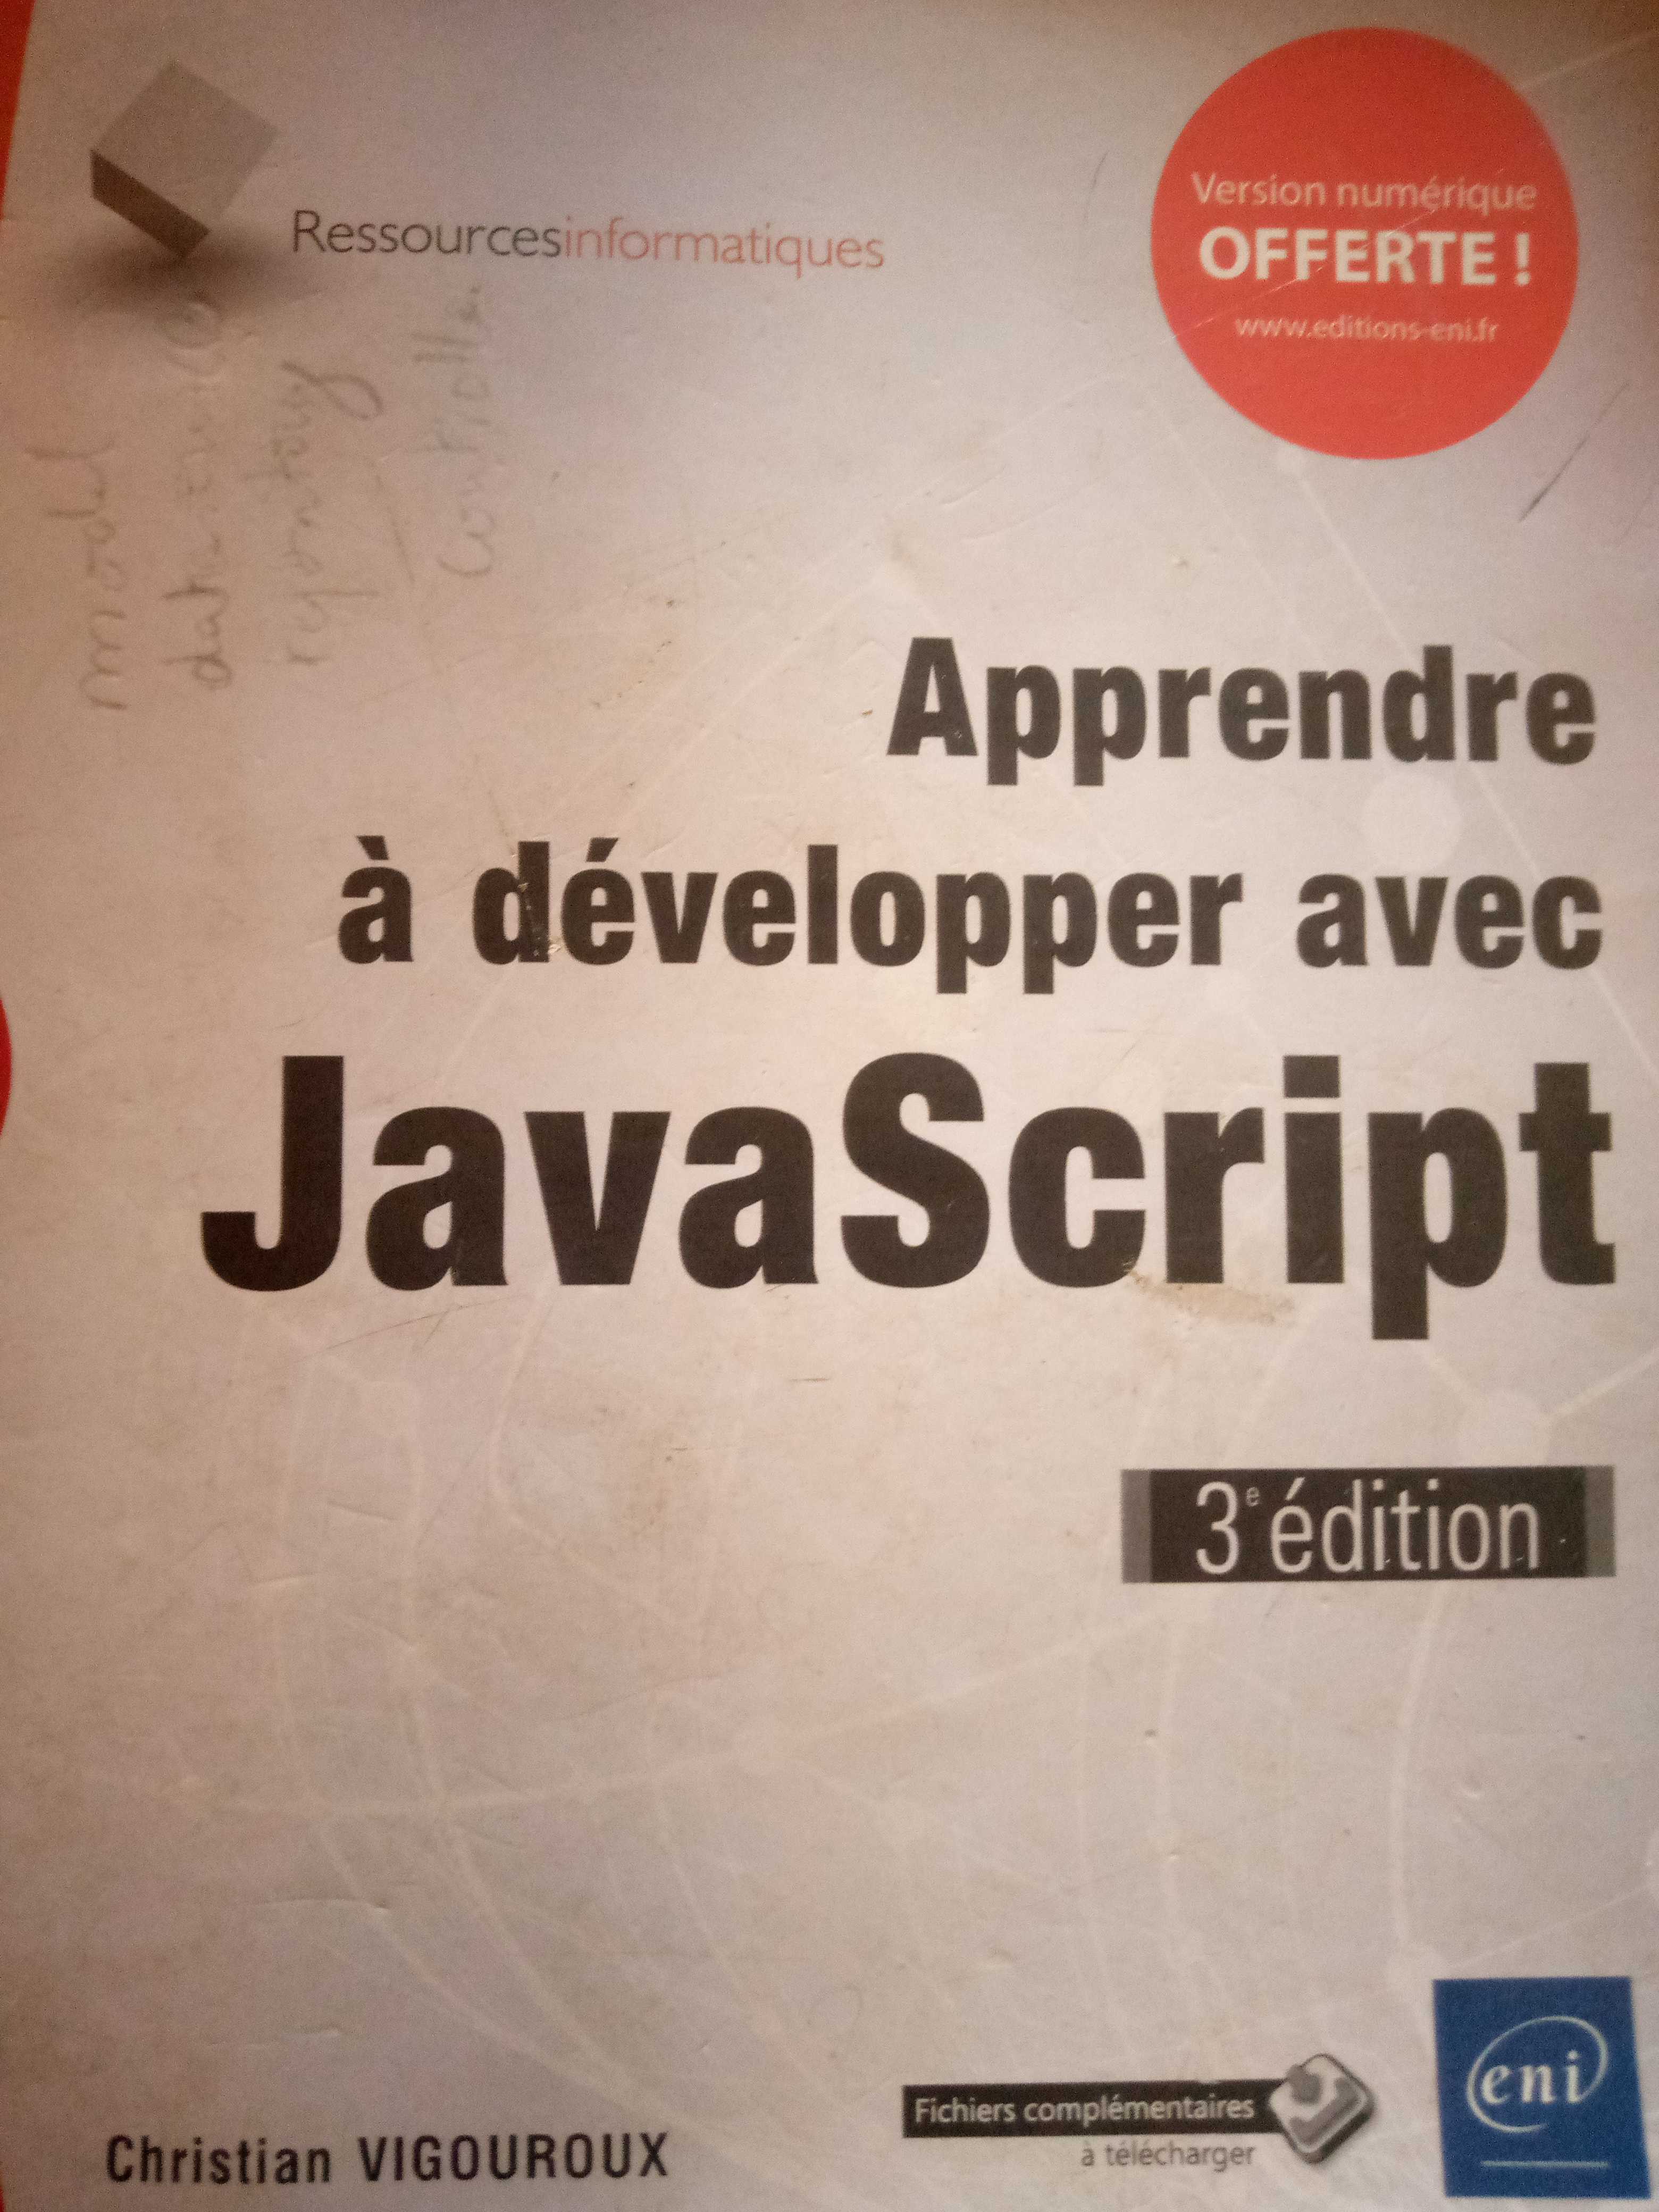 Ressourcesinformatiques
Version numérique
OFFERTE !
www.editions-eni.fr
model
Apprendre
à développer avec
JavaScript
3e édition
Christian VIGOUROUX
Fichiers complémentaires
à télécharger
eni